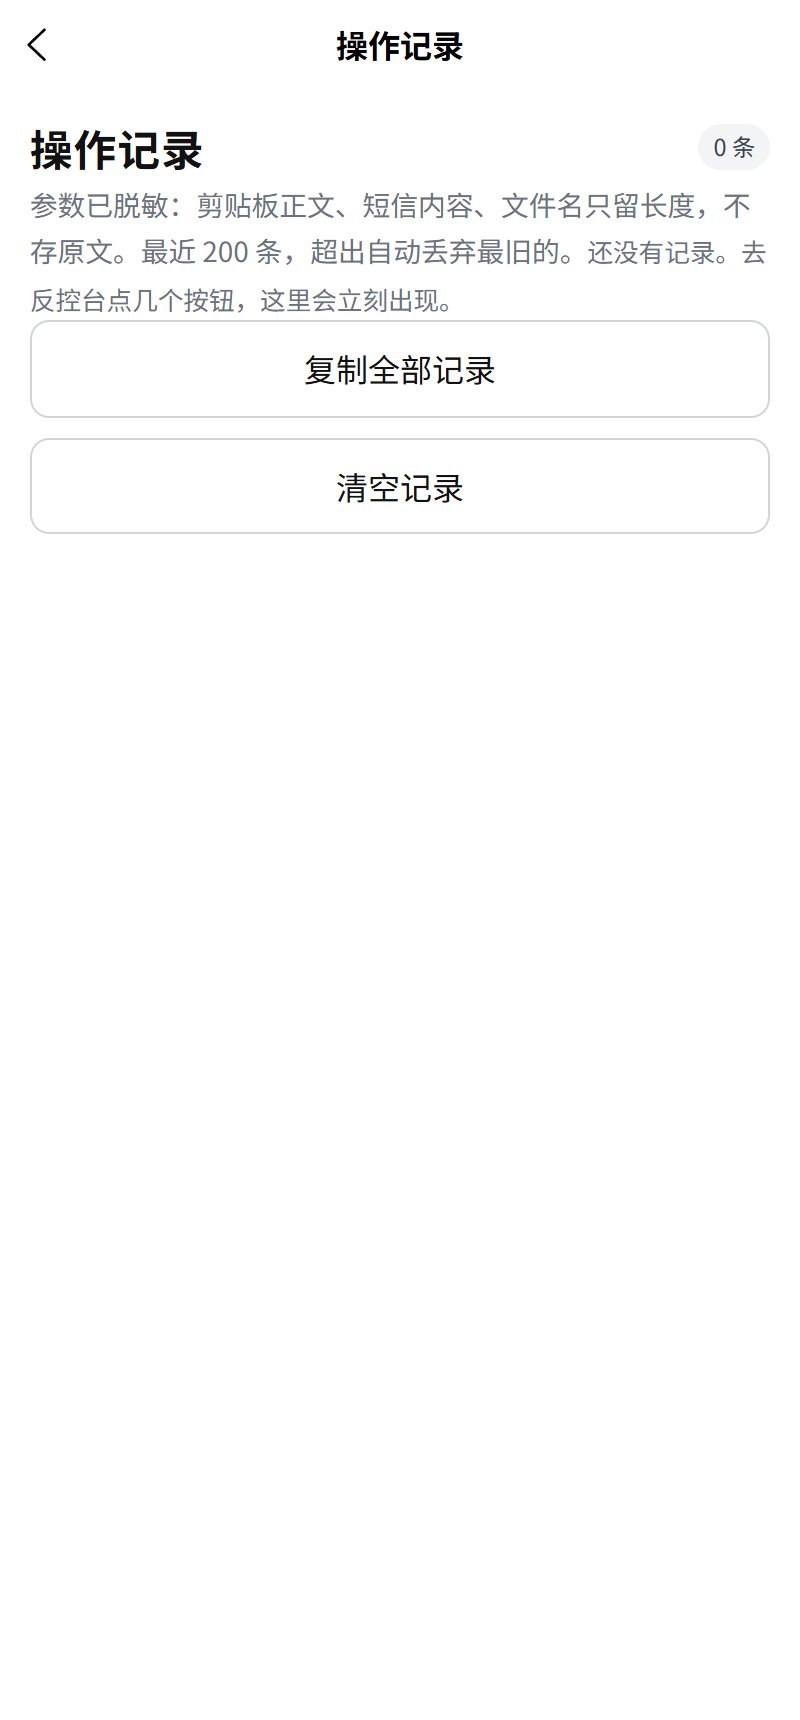 操作记录
操作记录
0 条
参数已脱敏：剪贴板正文、短信内容、文件名只留长度，不
存原文。最近 200 条，超出自动丢弃最旧的。还没有记录。去
反控台点几个按钮，这里会立刻出现。
复制全部记录
清空记录